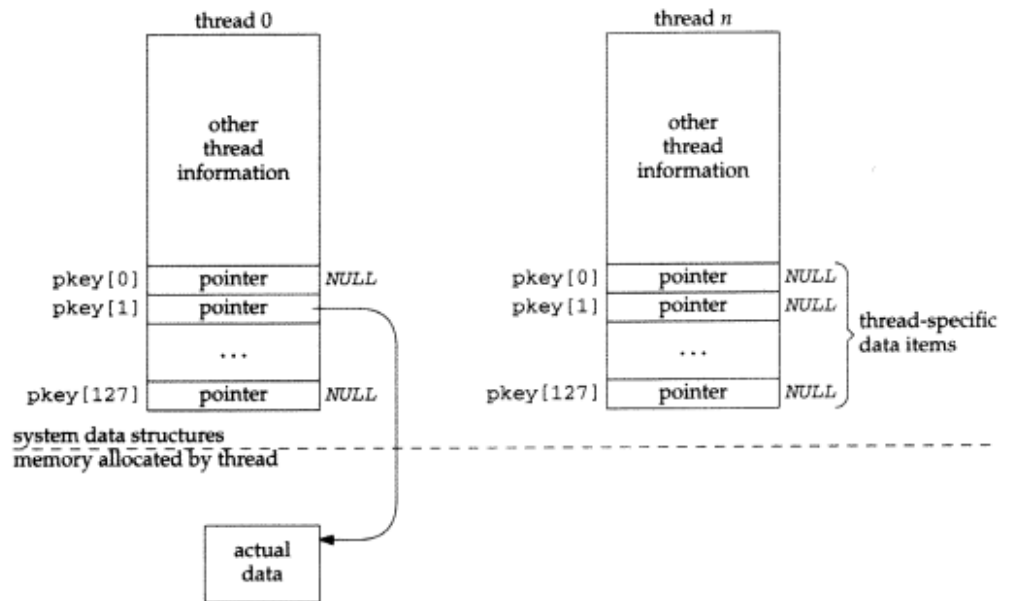 thread 0
thread n
other
thread
information
other
thread
information
pkey[0] pointer NULL
pkey[0] pointer NULL
pkey[1] pointer
pkey[1] pointer NULL
thread-specific
data items
...
...
pkey[127] pointer NULL
pkey[127] pointer NULL
system data structures
memory allocated by thread
actual
data